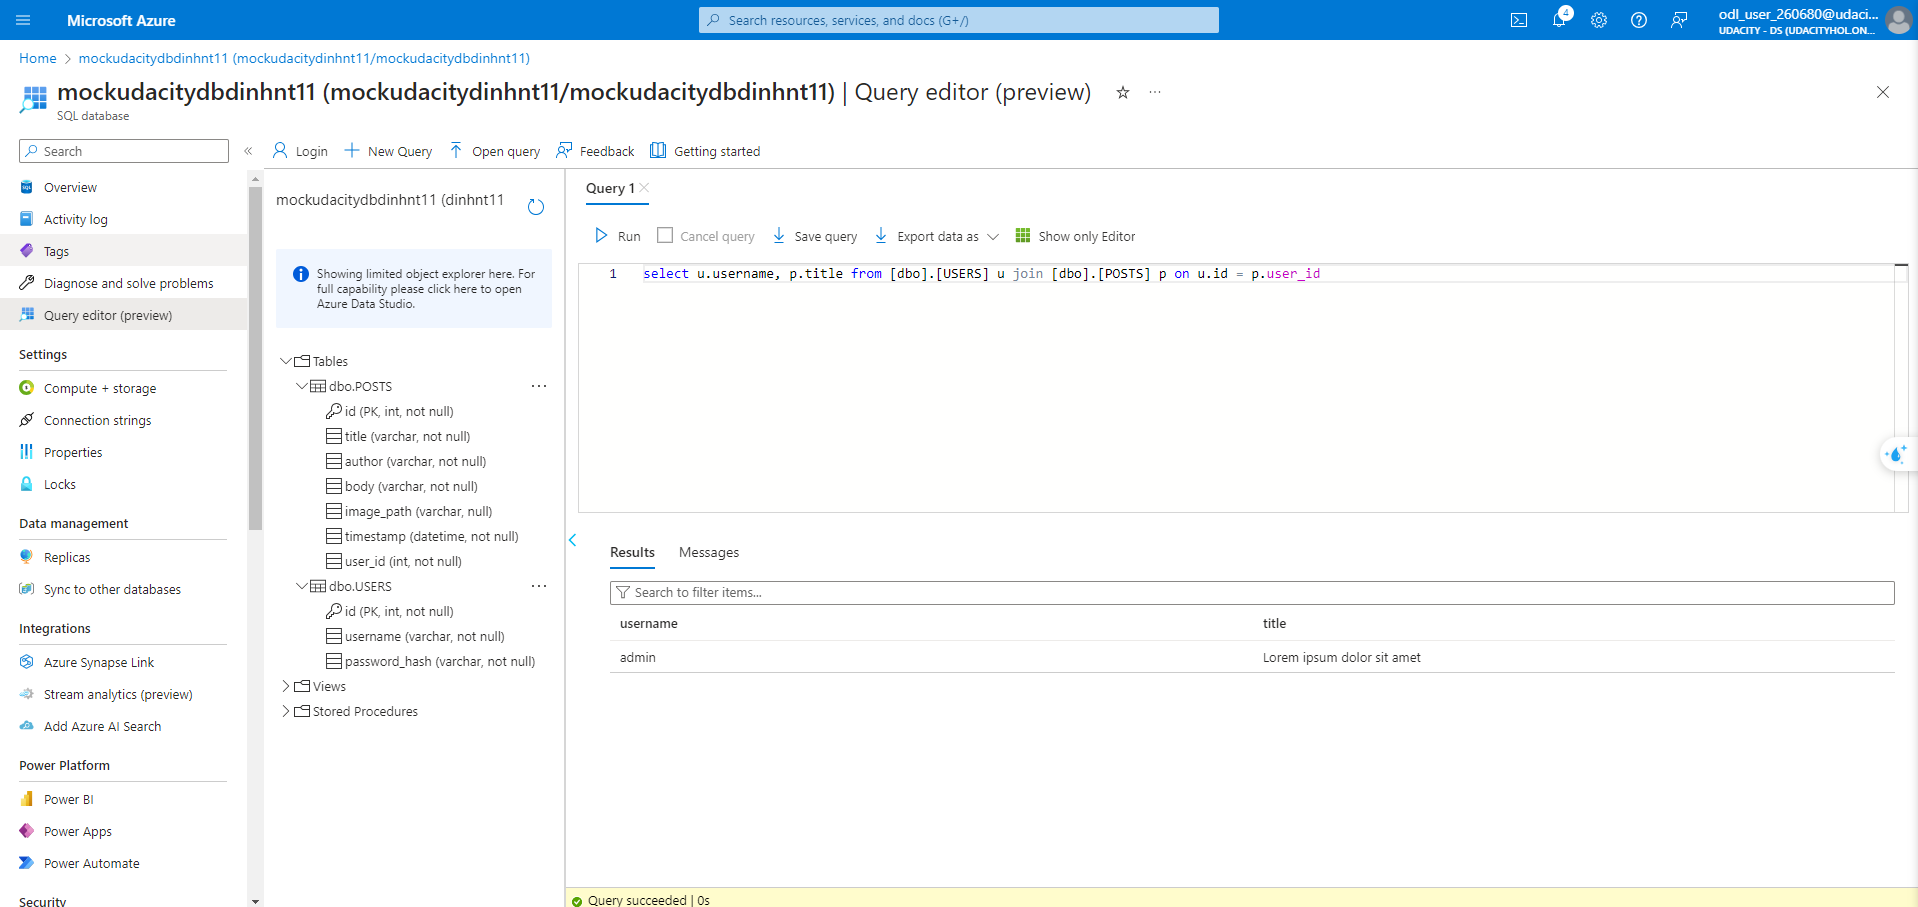 Microsoft Azure
Search resources, services, and docs (G+/)
4
odl_user_260680@udaci...
UDACITY - DS (UDACITYHOL.ON...
Home > mockudacitydbdinhnt11 (mockudacitydinhnt11/mockudacitydbdinhnt11)
mockudacitydbdinhnt11 (mockudacitydinhnt11/mockudacitydbdinhnt11) | Query editor (preview)
SQL database
Search
Login
New Query
Open query
Feedback
Getting started
Overview
Activity log
Tags
Diagnose and solve problems
Query editor (preview)
Settings
Compute + storage
Connection strings
Properties
Locks
Data management
Replicas
Sync to other databases
Integrations
Azure Synapse Link
Stream analytics (preview)
Add Azure AI Search
Power Platform
Power BI
Power Apps
Power Automate
Security
mockudacitydbdinhnt11 (dinhnt11
Showing limited object explorer here. For
full capability please click here to open
Azure Data Studio.
Tables
dbo.POSTS
id (PK, int, not null)
title (varchar, not null)
author (varchar, not null)
body (varchar, not null)
image_path (varchar, null)
timestamp (datetime, not null)
user_id (int, not null)
dbo.USERS
id (PK, int, not null)
username (varchar, not null)
password_hash (varchar, not null)
Views
Stored Procedures
Query 1
Run
Cancel query
Save query
Export data as
Show only Editor
1 select u.username, p.title from [dbo].[USERS] u join [dbo].[POSTS] p on u.id = p.user_id
Results
Messages
Search to filter items...
username title
admin Lorem ipsum dolor sit amet
Query succeeded | 0s